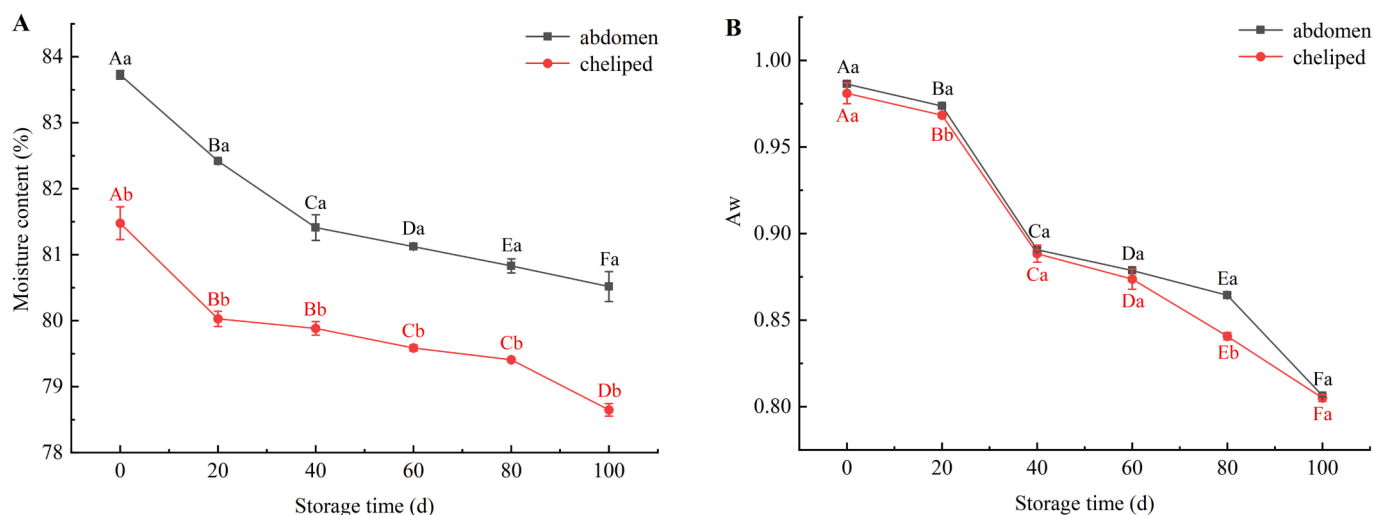 A
abdomen
cheliped
84
83
82
81
80
79
78
Moisture content (%)
Aa
Ba
Ca
Da
Ea
Fa
Ab
Bb
Bb
Cb
Cb
Db
0 20 40 60 80 100
Storage time (d)
B
abdomen
cheliped
1.00
0.95
0.90
0.85
0.80
Aw
Aa
Ba
Ca
Da
Ea
Fa
Aa
Bb
Ca
Da
Eb
Fa
0 20 40 60 80 100
Storage time (d)